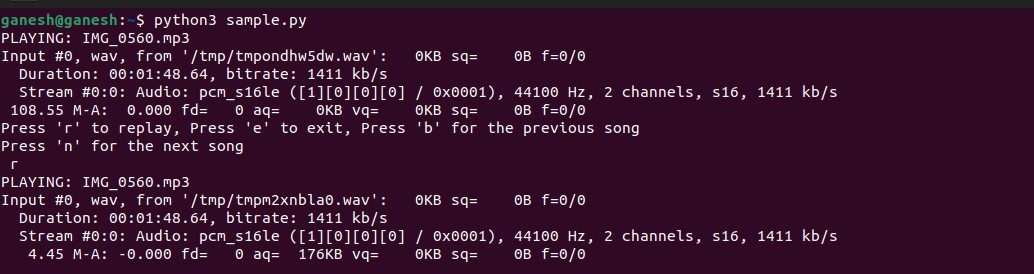 ganesh@ganesh:~$ python3 sample.py
PLAYING: IMG_0560.mp3
Input #0, wav, from '/tmp/tmpondhw5dw.wav':   0KB sq=    0B f=0/0
  Duration: 00:01:48.64, bitrate: 1411 kb/s
  Stream #0:0: Audio: pcm_s16le ([1][0][0][0] / 0x0001), 44100 Hz, 2 channels, s16, 1411 kb/s
 108.55 M-A:  0.000 fd=   0 aq=    0KB vq=    0KB sq=    0B f=0/0
Press 'r' to replay, Press 'e' to exit, Press 'b' for the previous song
Press 'n' for the next song
 r
PLAYING: IMG_0560.mp3
Input #0, wav, from '/tmp/tmpm2xnbla0.wav':   0KB sq=    0B f=0/0
  Duration: 00:01:48.64, bitrate: 1411 kb/s
  Stream #0:0: Audio: pcm_s16le ([1][0][0][0] / 0x0001), 44100 Hz, 2 channels, s16, 1411 kb/s
   4.45 M-A: -0.000 fd=   0 aq=  176KB vq=    0KB sq=    0B f=0/0